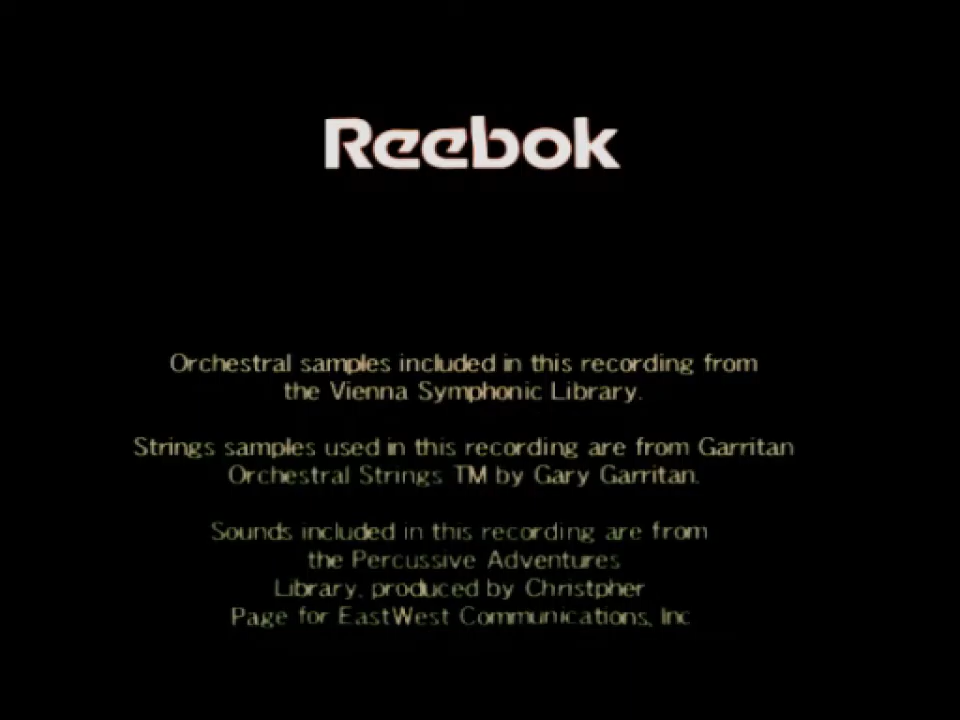 Reebok
Orchestral samples included in this recording from
the Vienna Symphonic Library.
Strings samples used in this recording are from Garritan
Orchestral Strings TM by Gary Garritan.
Sounds included in this recording are from
the Percussive Adventures
Library, produced by Christpher
Page for EastWest Communications, Inc